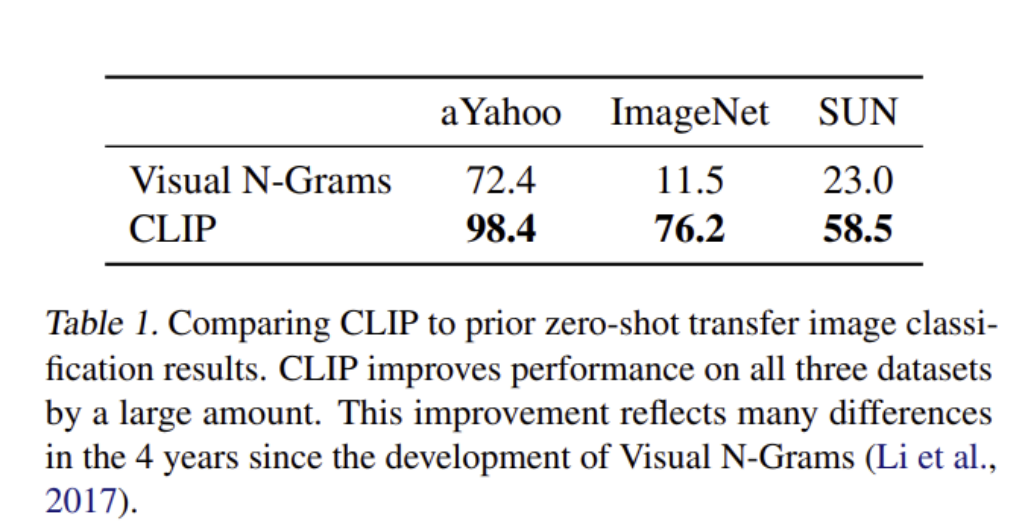 aYahoo ImageNet SUN
Visual N-Grams 72.4 11.5 23.0
CLIP 98.4 76.2 58.5
Table 1. Comparing CLIP to prior zero-shot transfer image classi-
fication results. CLIP improves performance on all three datasets
by a large amount. This improvement reflects many differences
in the 4 years since the development of Visual N-Grams (Li et al.,
2017).